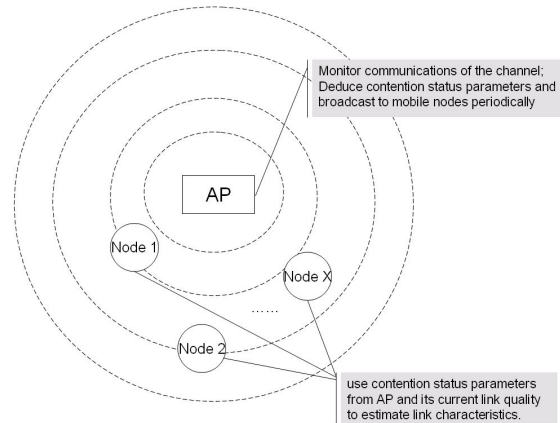 Monitor communications of the channel;
Deduce contention status parameters and
broadcast to mobile nodes periodically
AP
Node 1
Node X
......
Node 2
use contention status parameters
from AP and its current link quality
to estimate link characteristics.